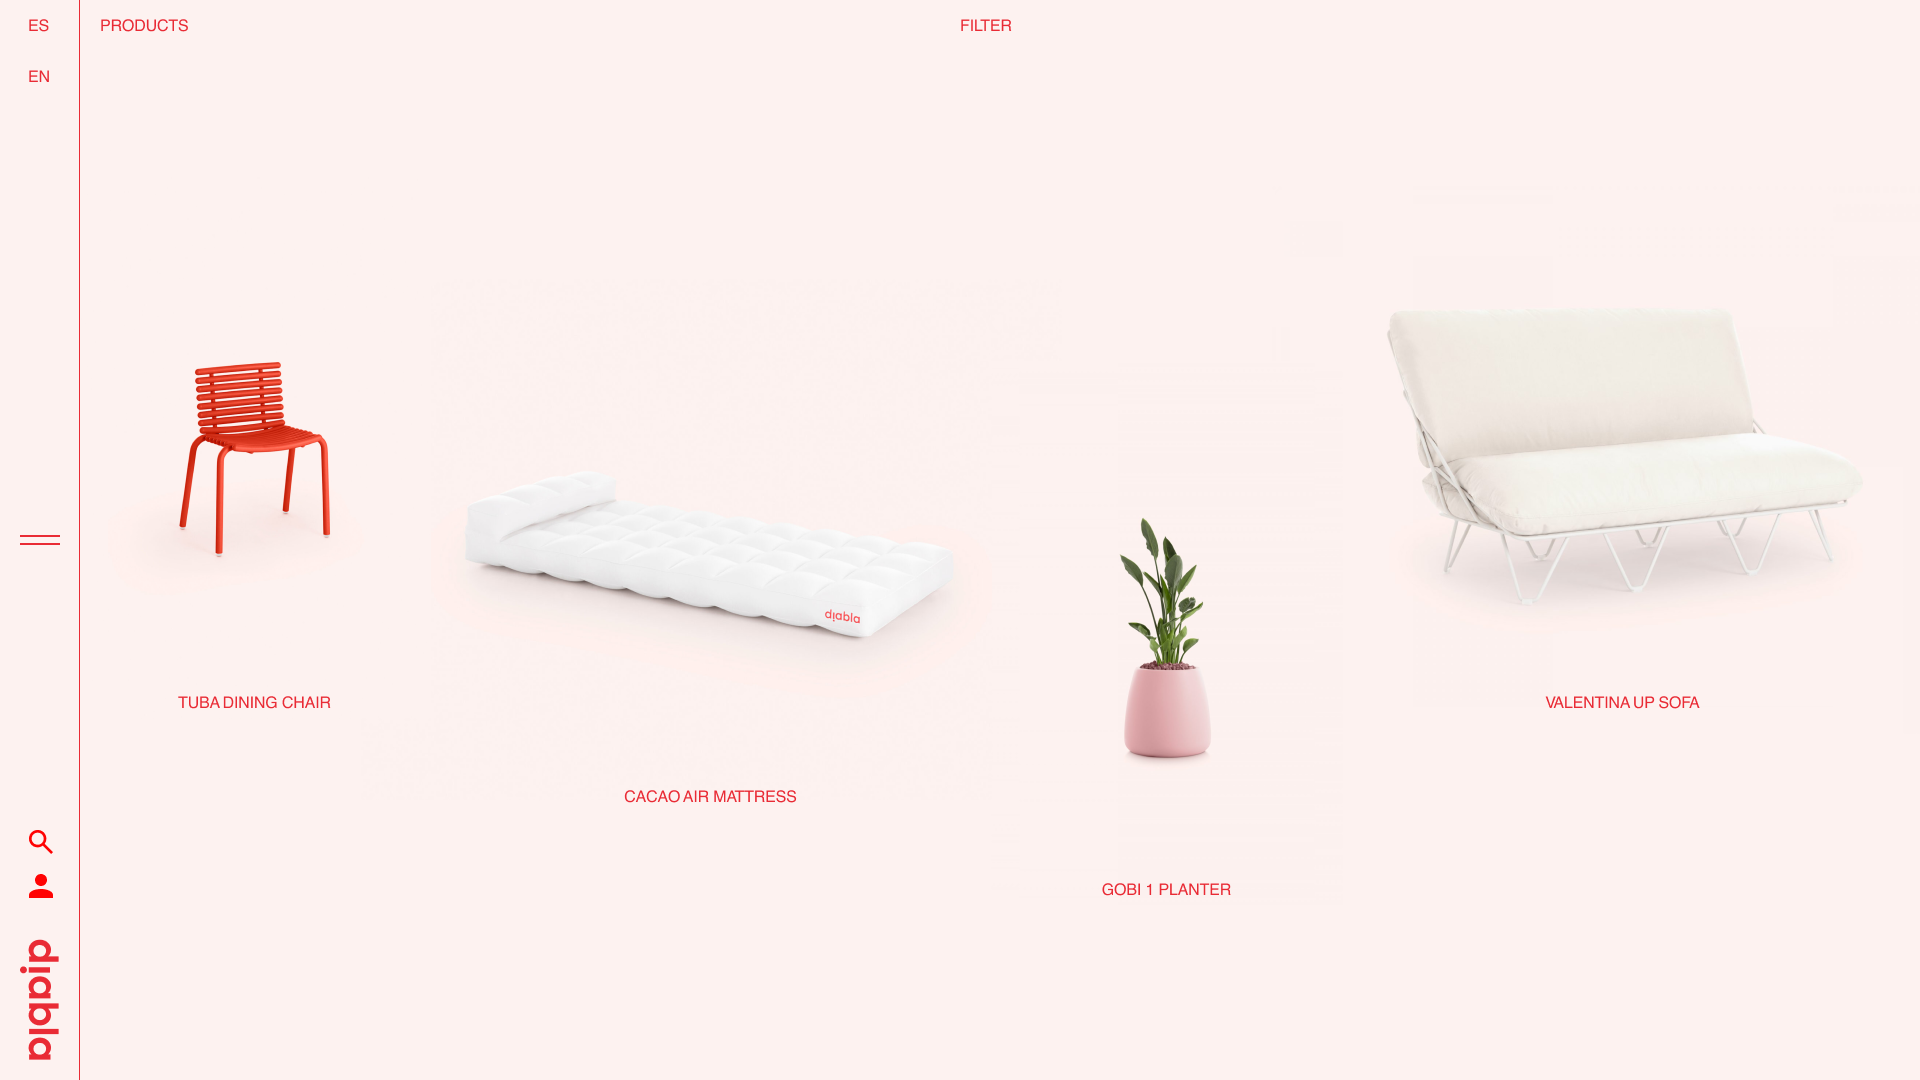 ES
PRODUCTS
FILTER
EN
diabla
TUBA DINING CHAIR
VALENTINA UP SOFA
CACAO AIR MATTRESS
GOBI 1 PLANTER
diabla